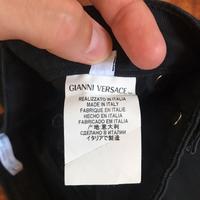 GIANNI VERSACE
REALIZZATO IN ITALIA
MADE IN ITALY
FABRIQUE EN ITALIE
HECHO EN ITALIA
FABRICADO EM ITALIA
产地 意大利
СДЕЛАНО В ИТАЛИИ
イタリアで製造